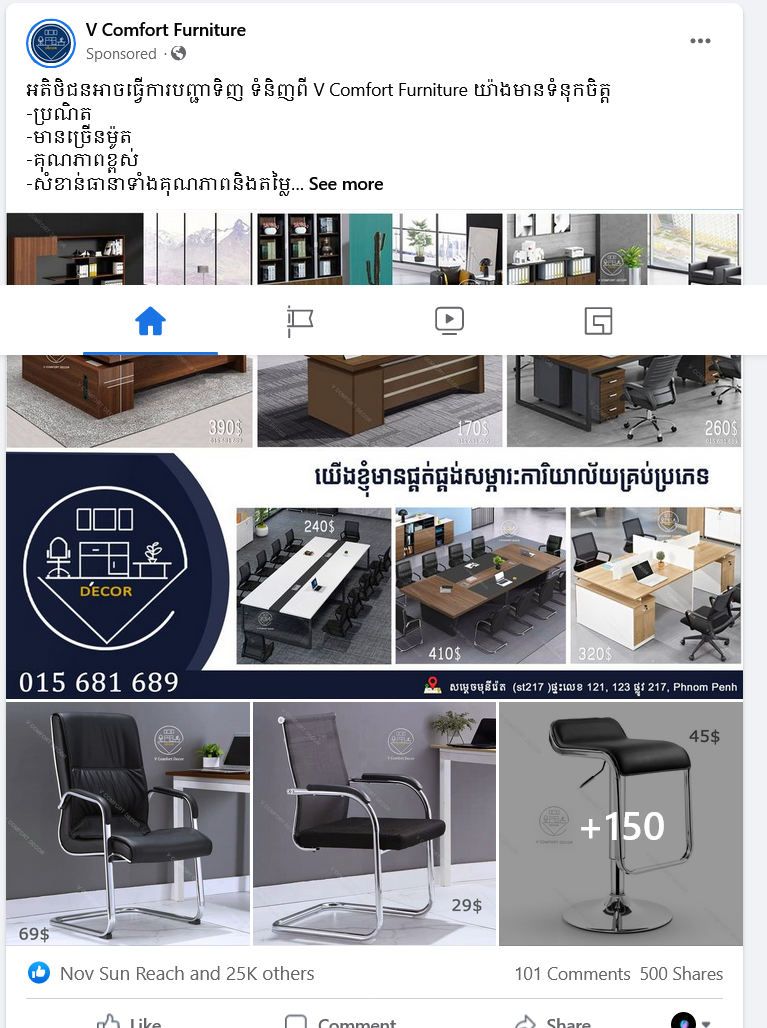 V Comfort Furniture
Sponsored ·
អតិថិជនអាចធ្វើការបញ្ជាទិញ ទំនិញពី V Comfort Furniture យ៉ាងមានទំនុកចិត្ត
-ប្រណិត
-មានច្រើនម៉ូត
-គុណភាពខ្ពស់
-សំខាន់ធានាទាំងគុណភាពនិងតម្លៃ... See more
390$
170$
260$
យើងខ្ញុំមានផ្គត់ផ្គង់សម្ភារៈការិយាល័យគ្រប់ប្រភេទ
DECOR
240$
410$
320$
015 681 689
សម្តេចមុនីរ៉េត (st217 )ផ្ទះលេខ 121, 123 ផ្លូវ 217, Phnom Penh
V Comfort Decor
69$
V Comfort Decor
29$
45$
+150
Nov Sun Reach and 25K others
101 Comments 500 Shares
Like
Comment
Share